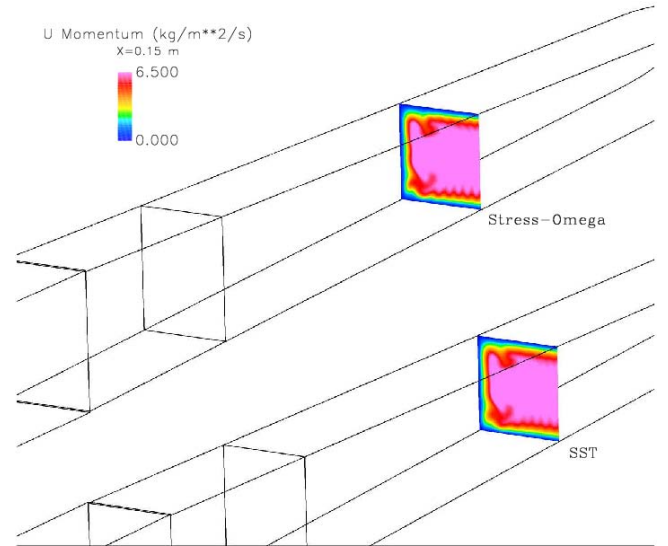 U Momentum (kg/m**2/s)
X=0.15 m
6.500
0.000
Stress-Omega
SST